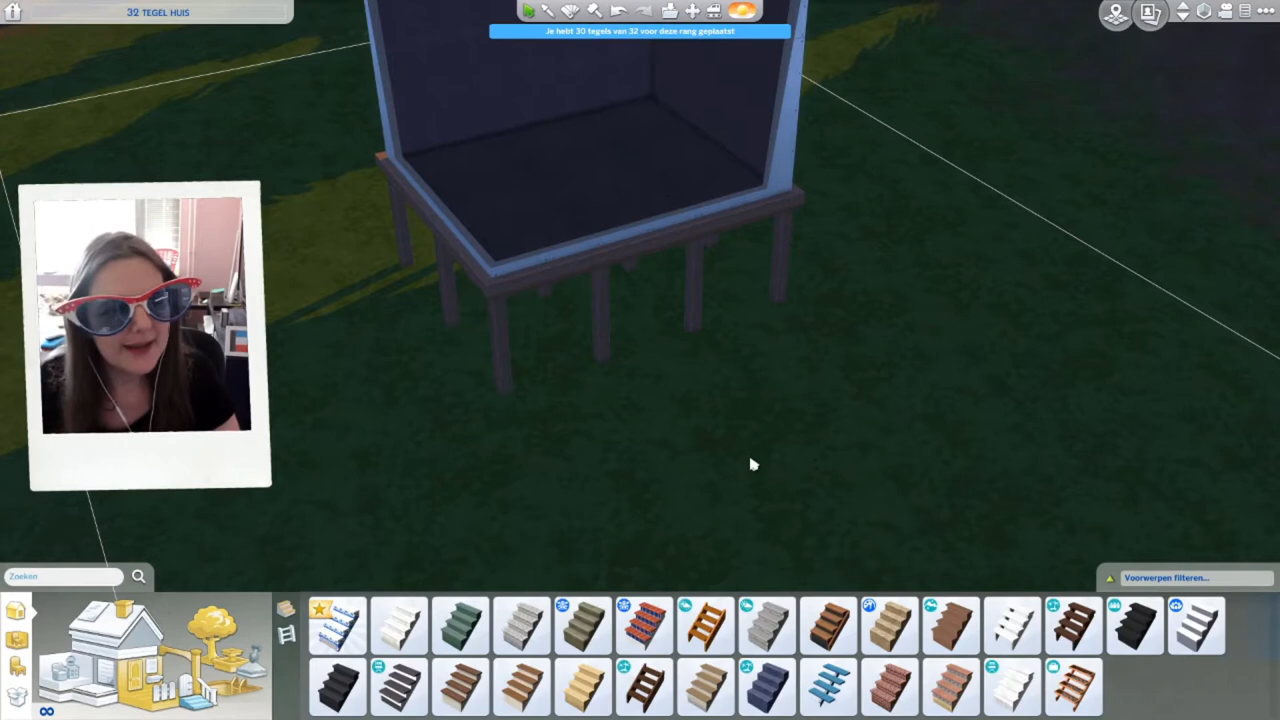 32 TEGEL HUIS
Je hebt 30 tegels van 32 voor deze rang geplaatst
Zoeken
Voorwerpen filteren...